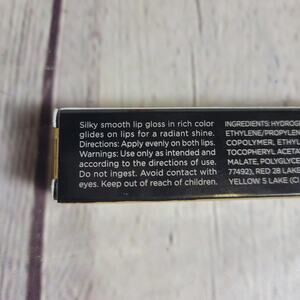 Silky smooth lip gloss in rich color
glides on lips for a radiant shine.
Directions: Apply evenly on both lips.
Warnings: Use only as intended and
according to the directions of use.
Do not ingest. Avoid contact with
eyes. Keep out of reach of children.
INGREDIENTS: HYDROGE
ETHYLENE/PROPYLEN
COPOLYMER, ETHYL
TOCOPHERYL ACETA
MALATE, POLYGLYCE
77492), RED 28 LAKE
YELLOW 5 LAKE (CI